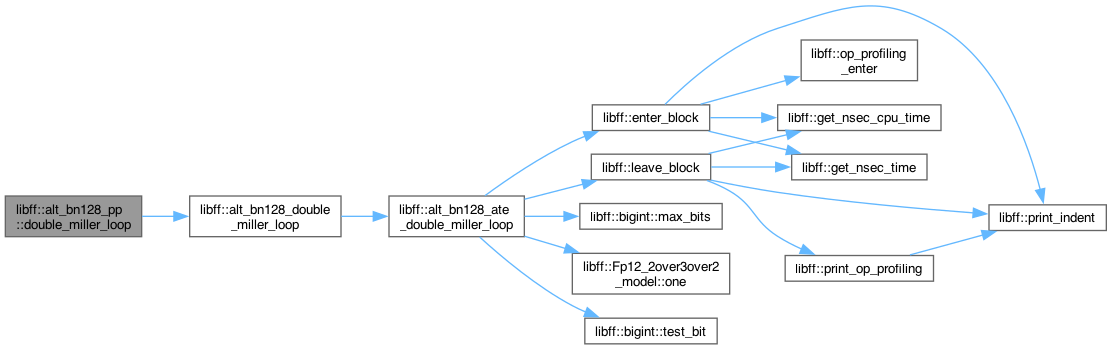 libff::alt_bn128_pp
::double_miller_loop
libff::alt_bn128_double
_miller_loop
libff::alt_bn128_ate
_double_miller_loop
libff::enter_block
libff::leave_block
libff::bigint::max_bits
libff::Fp12_2over3over2
_model::one
libff::bigint::test_bit
libff::op_profiling
_enter
libff::get_nsec_cpu_time
libff::get_nsec_time
libff::print_op_profiling
libff::print_indent